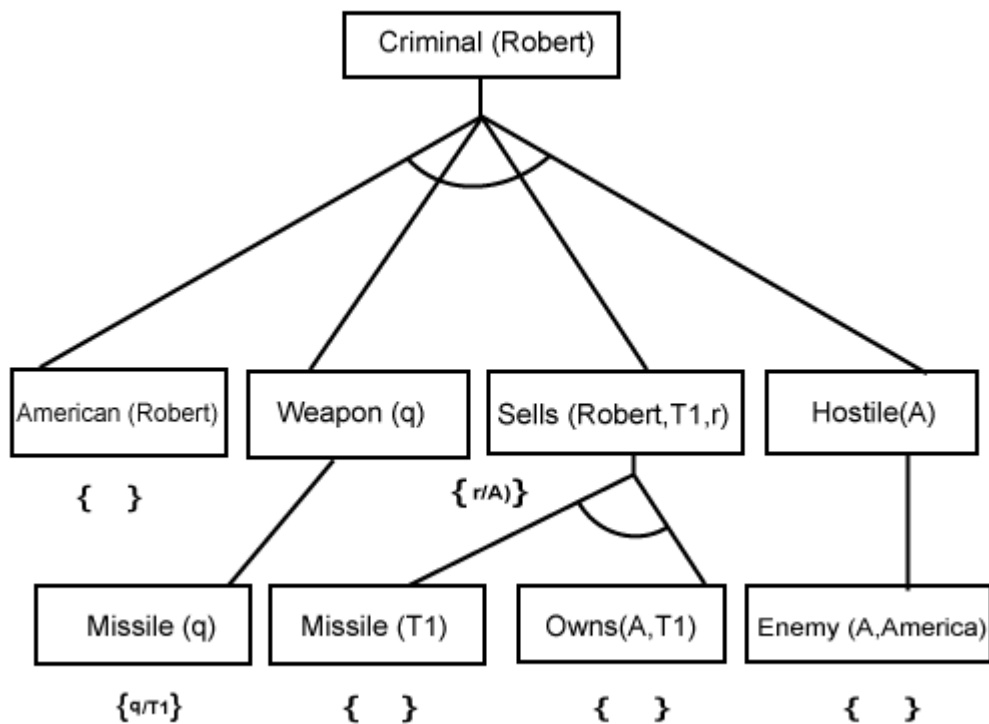 Criminal (Robert)
American (Robert)
Weapon (q)
Sells (Robert,T1,r)
Hostile(A)
{ }
{ r/A)}
Missile (q)
Missile (T1)
Owns(A,T1)
Enemy (A,America)
{q/T1}
{ }
{ }
{ }